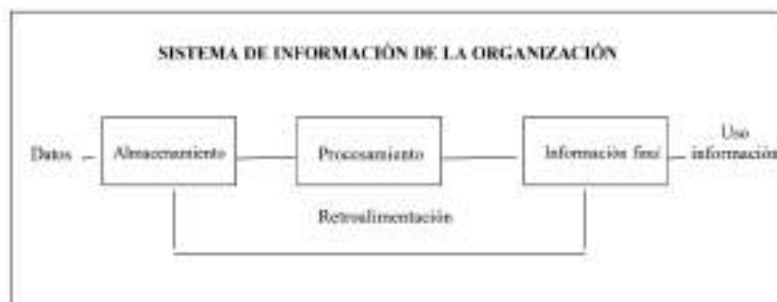 SISTEMA DE INFORMACIÓN DE LA ORGANIZACIÓN
Datos
Almacenamiento
Procesamiento
Información final
Uso
información
Retroalimentación